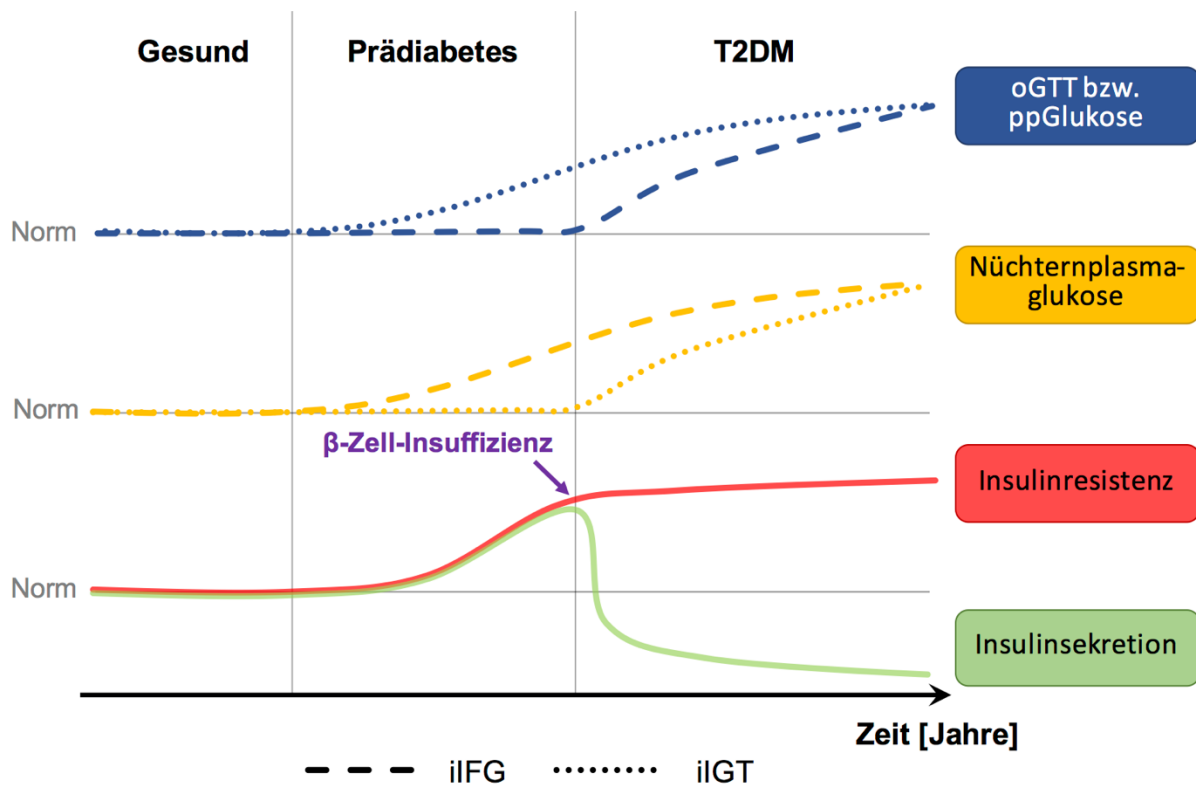 Gesund
Prädiabetes
T2DM
oGTT bzw.
ppGlukose
Norm
Nüchternplasma-
glukose
Norm
β-Zell-Insuffizienz
Insulinresistenz
Norm
Insulinsekretion
Zeit [Jahre]
iIFG
iIGT